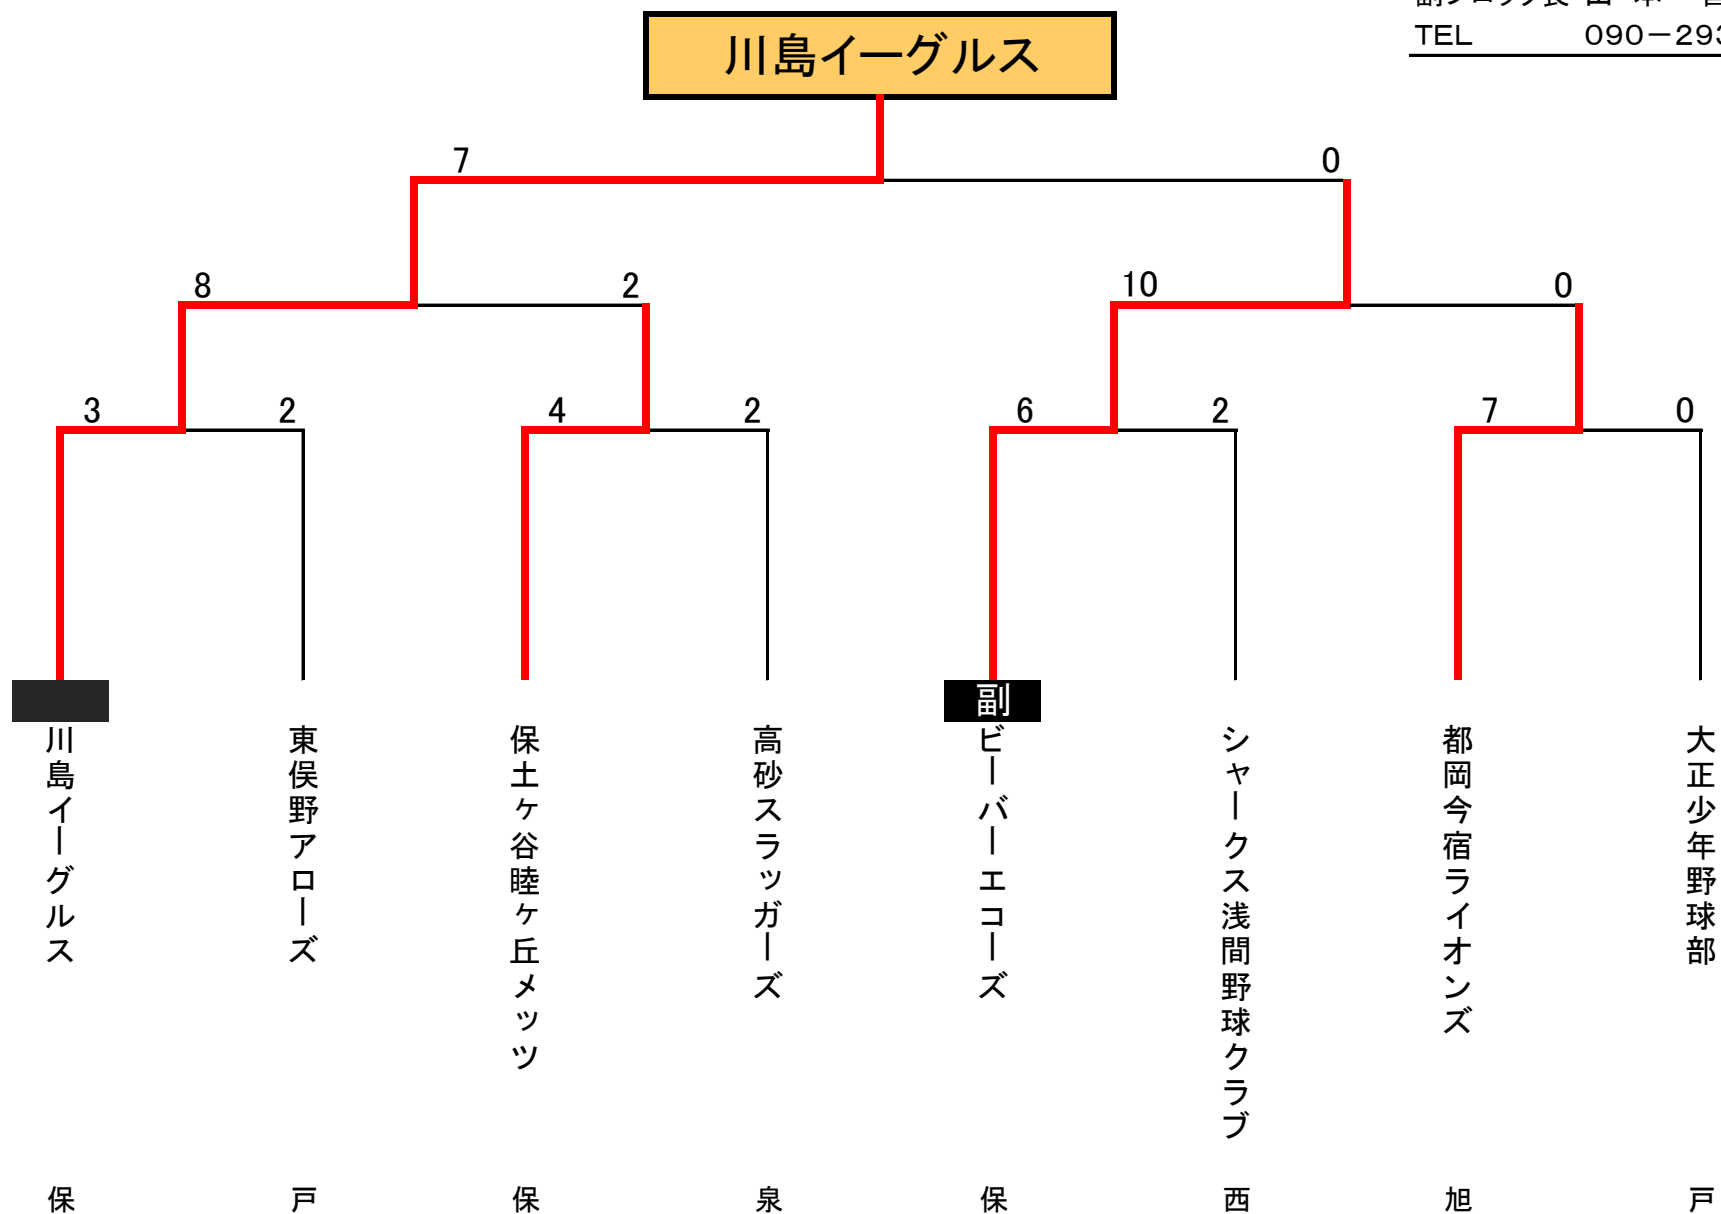 TEL 090-293
川島イーグルス
7 0
8 2 10 0
3 2 4 2 6 2 7 0
副
川島イーグルス
東俣野アローズ
保土ヶ谷睦ヶ丘メッツ
高砂スラッガーズ
ビーバーエコーズ
シャークス浅間野球クラブ
都岡今宿ライオンズ
大正少年野球部
保 戸 保 泉 保 西 旭 戸